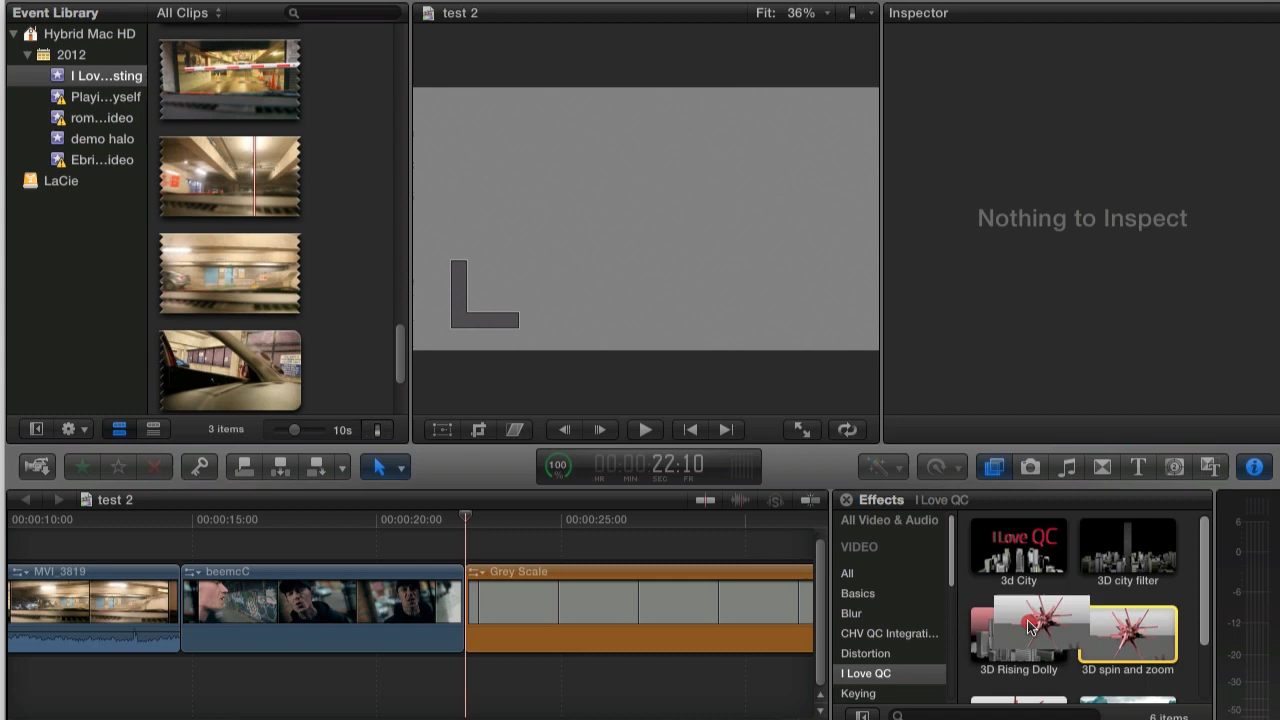 Event Library
All Clips
test 2
Fit: 36%
Inspector
Hybrid Mac HD
2012
I Lov...sting
Playi...yself
rom...ideo
demo halo
Ebri...ideo
LaCie
Nothing to Inspect
3 items
10s
100
%
00:00:22:10
HR MIN SEC FR
test 2
Effects I Love QC
00:00:10:00
00:00:15:00
00:00:20:00
00:00:25:00
MVI_3819
beemcC
Grey Scale
All Video & Audio
VIDEO
All
Basics
Blur
CHV QC Integrati...
Distortion
I Love QC
Keying
I Love QC
3d City
3D city filter
3D Rising Dolly
3D spin and zoom
6 items
6
0
-6
-12
-20
-30
-50